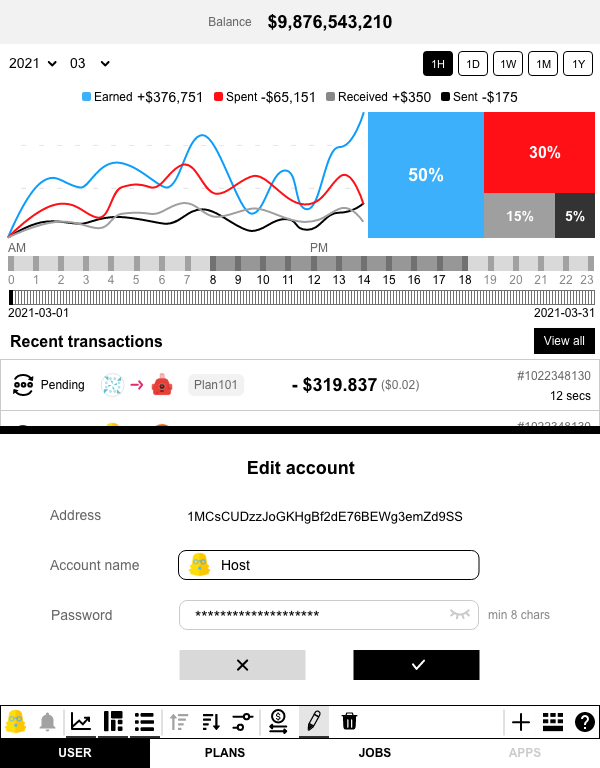 Balance $9,876,543,210
2021 03 1H 1D 1W 1M 1Y
Earned +$376,751 Spent -$65,151 Received +$350 Sent -$175
50%
30%
15%
5%
AM PM
0 1 2 3 4 5 6 7 8 9 10 11 12 13 14 15 16 17 18 19 20 21 22 23
2021-03-01 2021-03-31
Recent transactions View all
Pending Plan101 - $319.837 ($0.02) #1022348130
12 secs
#1022348130
Edit account
Address 1MCsCUDzzJoGKHgBf2dE76BEWg3emZd9SS
Account name Host
Password ******************** min 8 chars
USER PLANS JOBS APPS